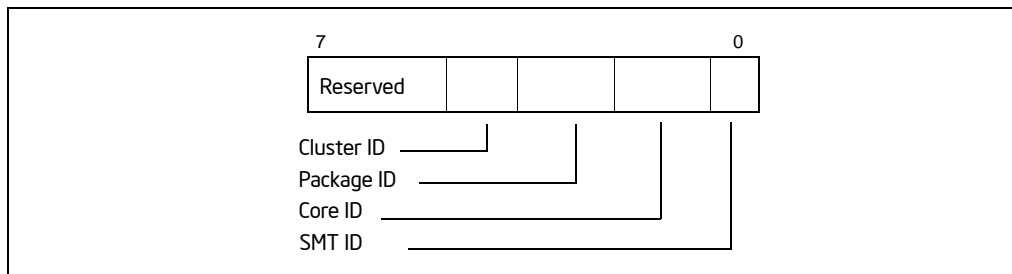 7 0
Reserved
Cluster ID
Package ID
Core ID
SMT ID